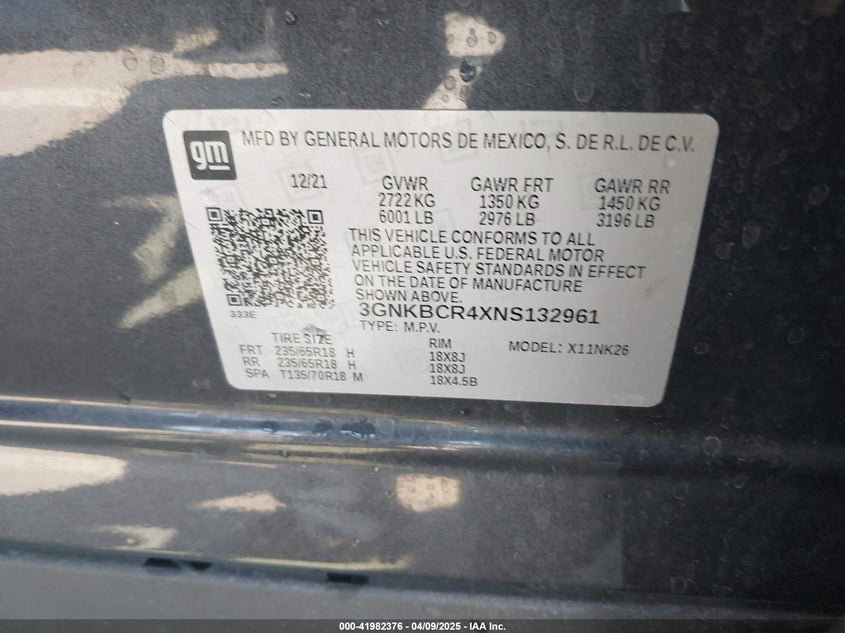 gm
MFD BY GENERAL MOTORS DE MEXICO, S. DE R.L. DE C.V.
12/21 GVWR GAWR FRT GAWR RR
2722 KG 1350 KG 1450 KG
6001 LB 2976 LB 3196 LB
THIS VEHICLE CONFORMS TO ALL
APPLICABLE U.S. FEDERAL MOTOR
VEHICLE SAFETY STANDARDS IN EFFECT
ON THE DATE OF MANUFACTURE
SHOWN ABOVE.
333E 3GNKBCR4XNS132961
TYPE: M.P.V.
TIRE SIZE RIM MODEL: X11NK26
FRT 235/65R18 H 18X8J
RR 235/65R18 H 18X8J
SPA T135/70R18 M 18X4.5B
000-41982376 - 04/09/2025 - IAA Inc.